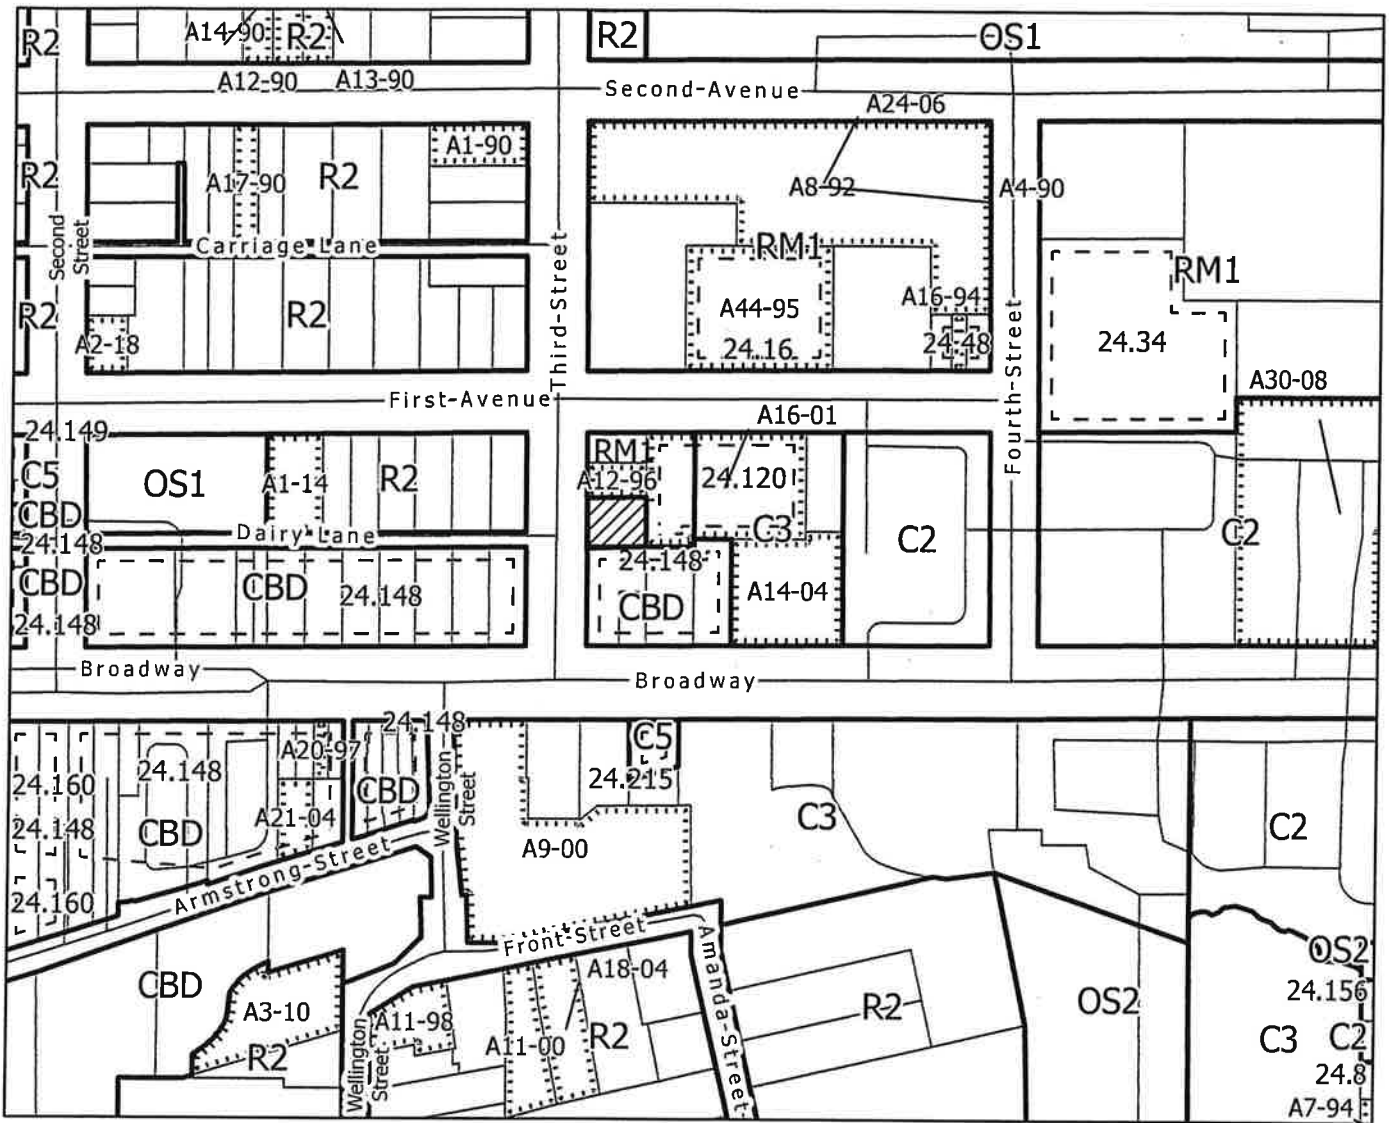 R2
A14-90
R2
R2
OS1
A12-90
A13-90
Second-Avenue
A24-06
R2
A17-90
R2
A1-90
A8-92
A4-90
Second
Street
Carriage Lane
Third-Street
RM1
RM1
R2
A2-18
R2
A44-95
24.16
A16-94
24.48
Fourth-Street
24.34
A30-08
First-Avenue
A16-01
24.149
C5
CBD
OS1
A1-14
R2
RM1
A12-96
24.120
C3
C2
C2
Dairy Lane
24.148
CBD
24.148
CBD
24.148
24.148
CBD
A14-04
Broadway
Broadway
24.160
24.148
24.160
24.148
CBD
A20-97
A21-04
24.148
CBD
Wellington
Street
C5
24.215
C3
C2
A9-00
Armstrong-Street
Front-Street
Amanda-Street
CBD
A3-10
R2
A18-04
A11-98
A11-00
R2
Wellington
Street
R2
OS2
OS2
24.156
C3
C2
24.8
A7-94